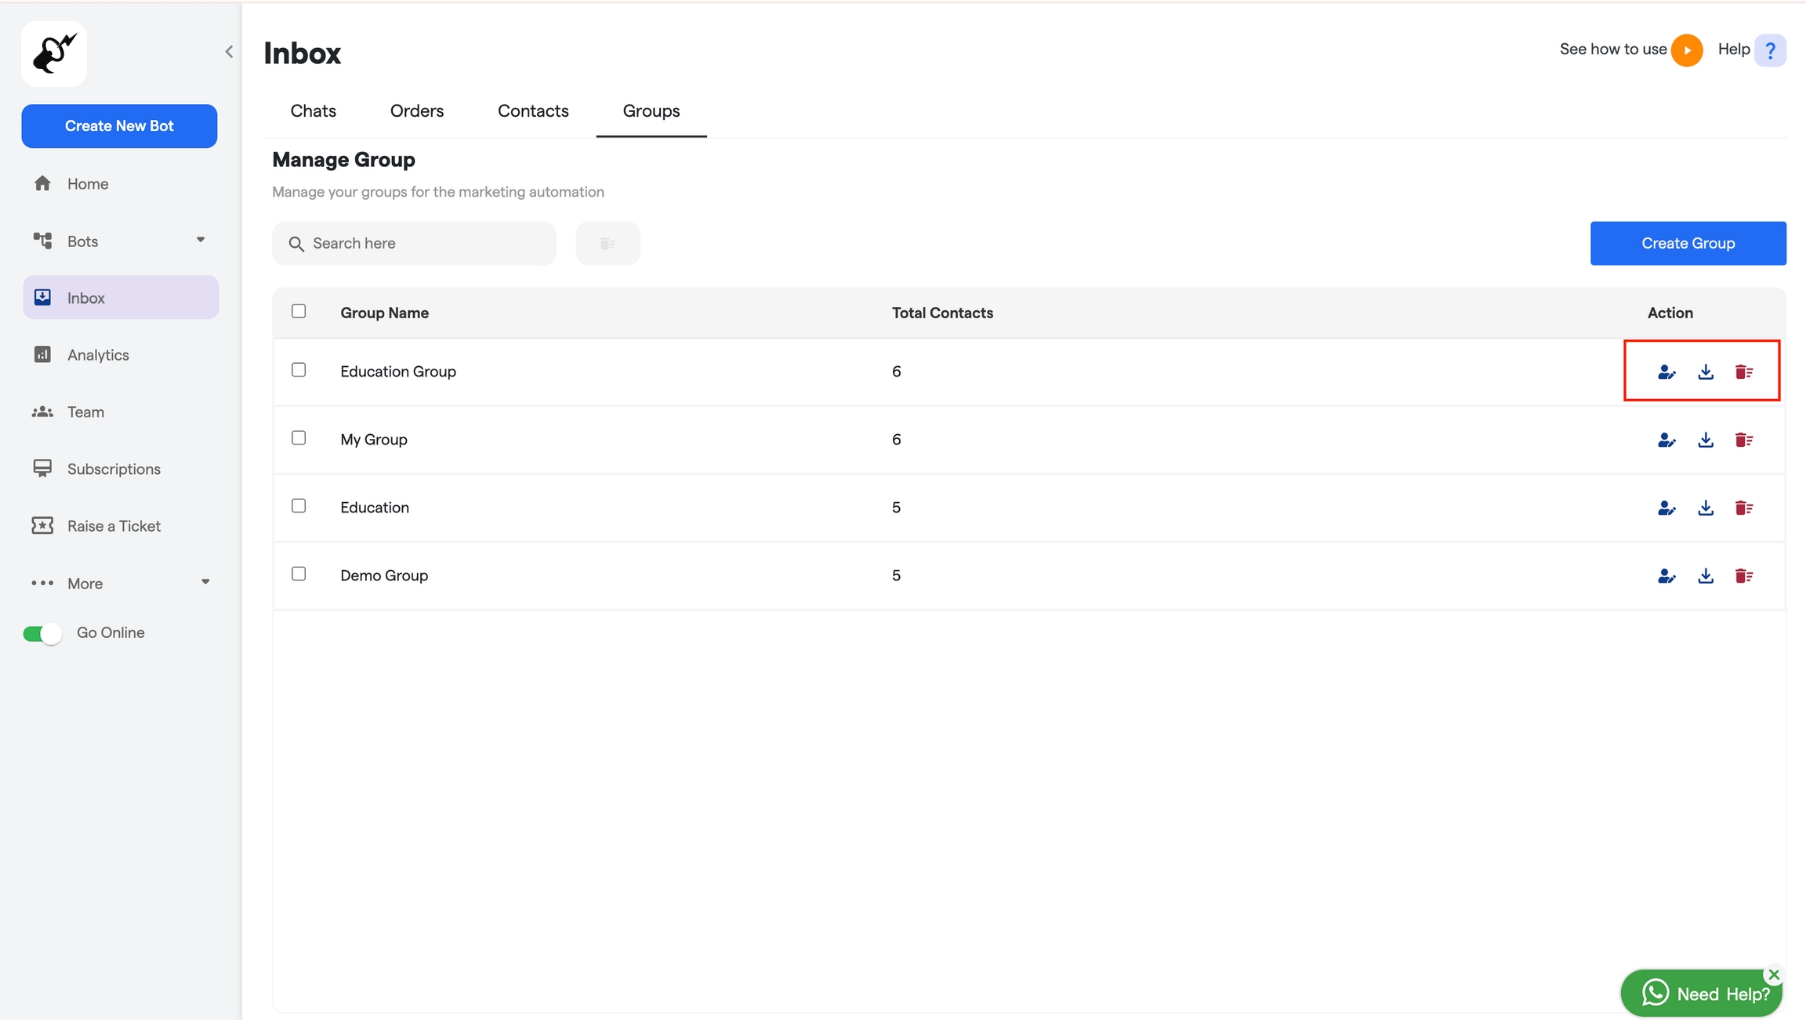 Create New Bot
Home
Bots
Inbox
Analytics
Team
Subscriptions
Raise a Ticket
More
Go Online
Inbox
See how to use
Help ?
Chats Orders Contacts Groups
Manage Group
Manage your groups for the marketing automation
Search here
Create Group
Group Name Total Contacts Action
Education Group 6
My Group 6
Education 5
Demo Group 5
Need Help?